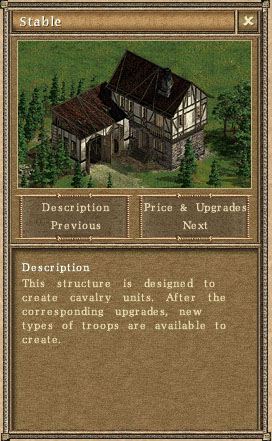 Stable
Description
Price & Upgrades
Previous
Next
Description
This structure is designed to
create cavalry units. After the
corresponding upgrades, new
types of troops are available to
create.